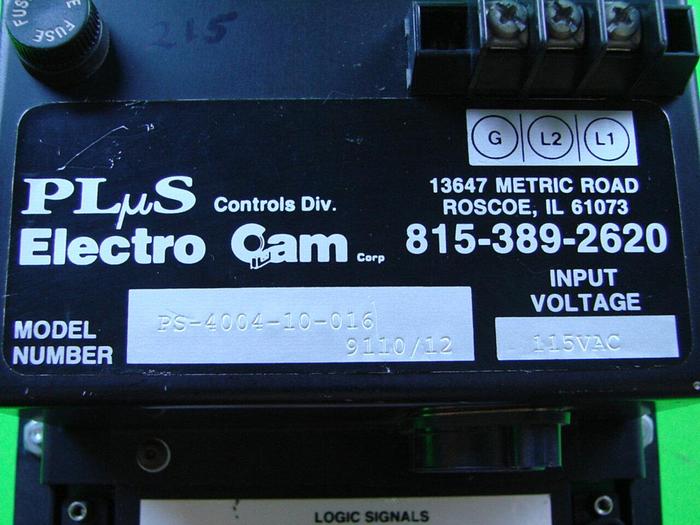 FUSE FUSE
215
G L2 L1
PLµS Controls Div.
Electro Cam Corp
13647 METRIC ROAD
ROSCOE, IL 61073
815-389-2620
INPUT
VOLTAGE
115VAC
MODEL
NUMBER
PS-4004-10-016
9110/12
LOGIC SIGNALS